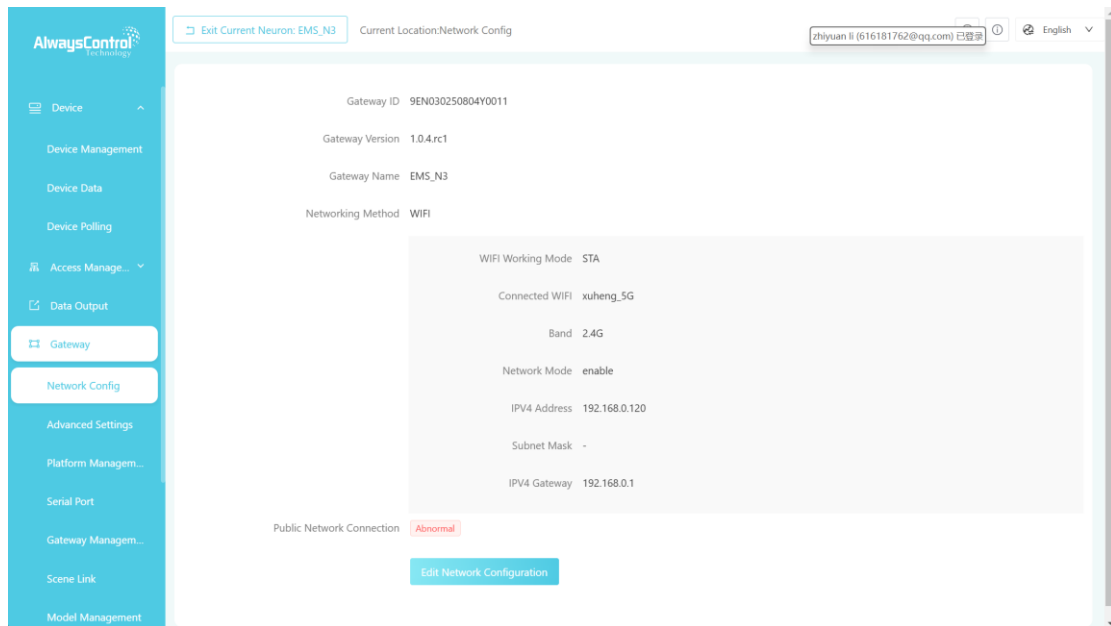 AlwaysControl
Technology
Exit Current Neuron: EMS_N3
Current Location:Network Config
zhiyuan li (616181762@qq.com) 已登录
English
Device
Device Management
Device Data
Device Polling
Access Manage...
Data Output
Gateway
Network Config
Advanced Settings
Platform Managem...
Serial Port
Gateway Managem...
Scene Link
Model Management
Gateway ID 9EN030250804Y0011
Gateway Version 1.0.4.rc1
Gateway Name EMS_N3
Networking Method WIFI
WIFI Working Mode STA
Connected WIFI xuheng_5G
Band 2.4G
Network Mode enable
IPV4 Address 192.168.0.120
Subnet Mask -
IPV4 Gateway 192.168.0.1
Public Network Connection Abnormal
Edit Network Configuration